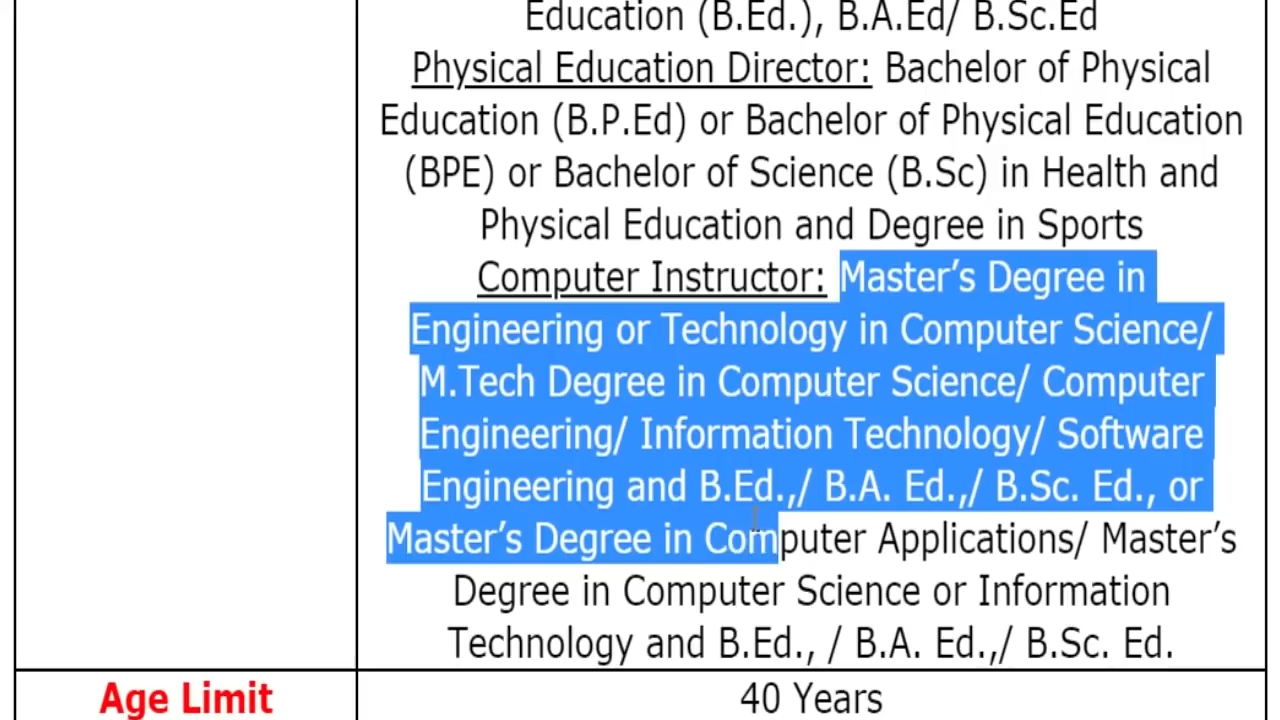 Education (B.Ed.), B.A.Ed/ B.Sc.Ed
Physical Education Director: Bachelor of Physical
Education (B.P.Ed) or Bachelor of Physical Education
(BPE) or Bachelor of Science (B.Sc) in Health and
Physical Education and Degree in Sports
Computer Instructor: Master’s Degree in
Engineering or Technology in Computer Science/
M.Tech Degree in Computer Science/ Computer
Engineering/ Information Technology/ Software
Engineering and B.Ed.,/ B.A. Ed.,/ B.Sc. Ed., or
Master’s Degree in Computer Applications/ Master’s
Degree in Computer Science or Information
Technology and B.Ed., / B.A. Ed.,/ B.Sc. Ed.
Age Limit
40 Years